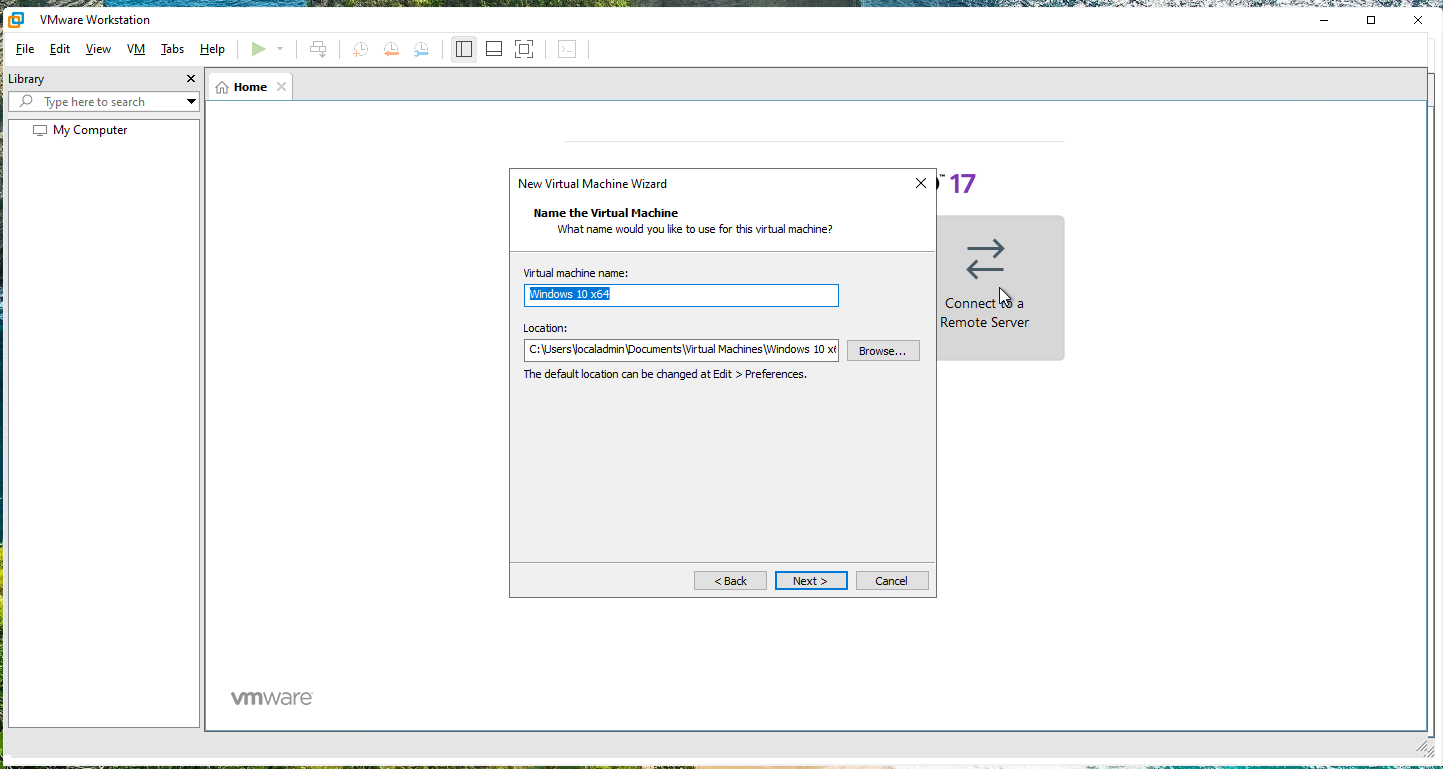 VMware Workstation
File Edit View VM Tabs Help
Library
Type here to search
My Computer
Home
™ 17
New Virtual Machine Wizard
Name the Virtual Machine
What name would you like to use for this virtual machine?
Virtual machine name:
Windows 10 x64
Location:
C:\Users\localadmin\Documents\Virtual Machines\Windows 10 x6
Browse...
The default location can be changed at Edit > Preferences.
< Back Next > Cancel
Connect to a
Remote Server
vmware